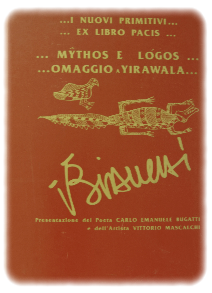 ...I NUOVI PRIMITIVI...
... EX LIBRO PACIS ...
... MYTHOS E LOGOS ...
...OMAGGIO a YIRAWALA...
Presentazione del Poeta CARLO EMANUELE BUGATTI
e dell'Artista VITTORIO MASCALCHI